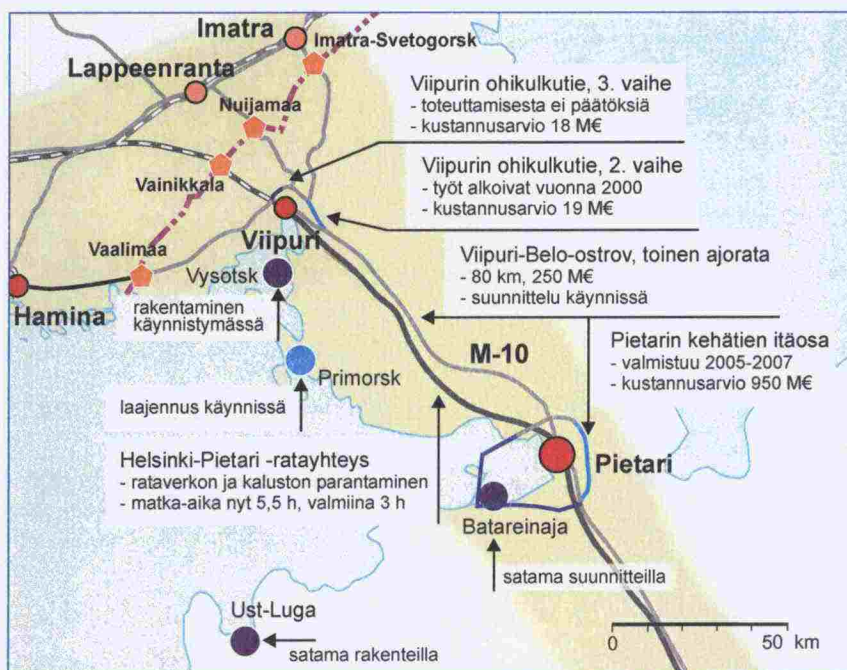 Imatra
Imatra-Svetogorsk
Lappeenranta
Nuijamaa
Vainikkala
Vaalimaa
Viipuri
Hamina
Viipurin ohikulkutie, 3. vaihe
- toteuttamisesta ei päätöksiä
- kustannusarvio 18 M€
Viipurin ohikulkutie, 2. vaihe
- työt alkoivat vuonna 2000
- kustannusarvio 19 M€
Viipuri-Belo-ostrov, toinen ajorata
- 80 km, 250 M€
- suunnittelu käynnissä
Vysotsk
rakentaminen
käynnistymässä
Pietarin kehätien itäosa
- valmistuu 2005-2007
- kustannusarvio 950 M€
M-10
Primorsk
laajennus käynnissä
Helsinki-Pietari -ratayhteys
- rataverkon ja kaluston parantaminen
- matka-aika nyt 5,5 h, valmiina 3 h
Pietari
Batareinaja
satama suunnitteilla
Ust-Luga
satama rakenteilla
0 50 km